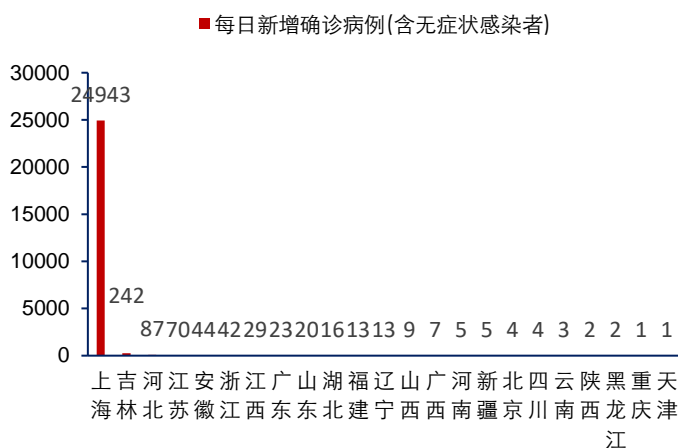 每日新增确诊病例(含无症状感染者)
30000
25000
20000
15000
10000
5000
0
24943
242
87
70
44
42
29
23
20
16
13
13
9
7
5
5
4
4
3
2
2
1
1
上海
吉林
河北
江苏
安徽
浙江
江西
广东
山东
湖北
福建
辽宁
山西
广西
河南
新疆
北京
四川
云南
陕西
黑龙江
重庆
天津